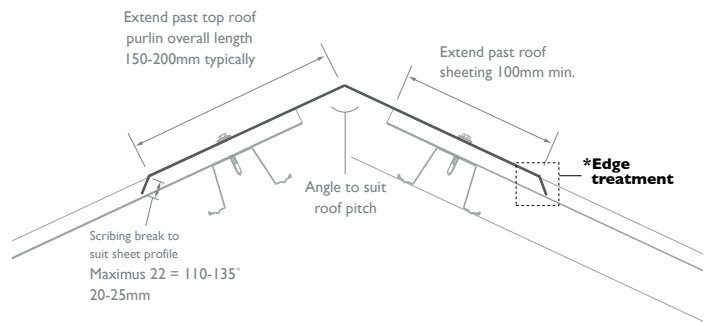 Extend past top roof
purlin overall length
150-200mm typically
Extend past roof
sheeting 100mm min.
*Edge
treatment
Angle to suit
roof pitch
Scribing break to
suit sheet profile
Maximus 22 = 110-135°
20-25mm